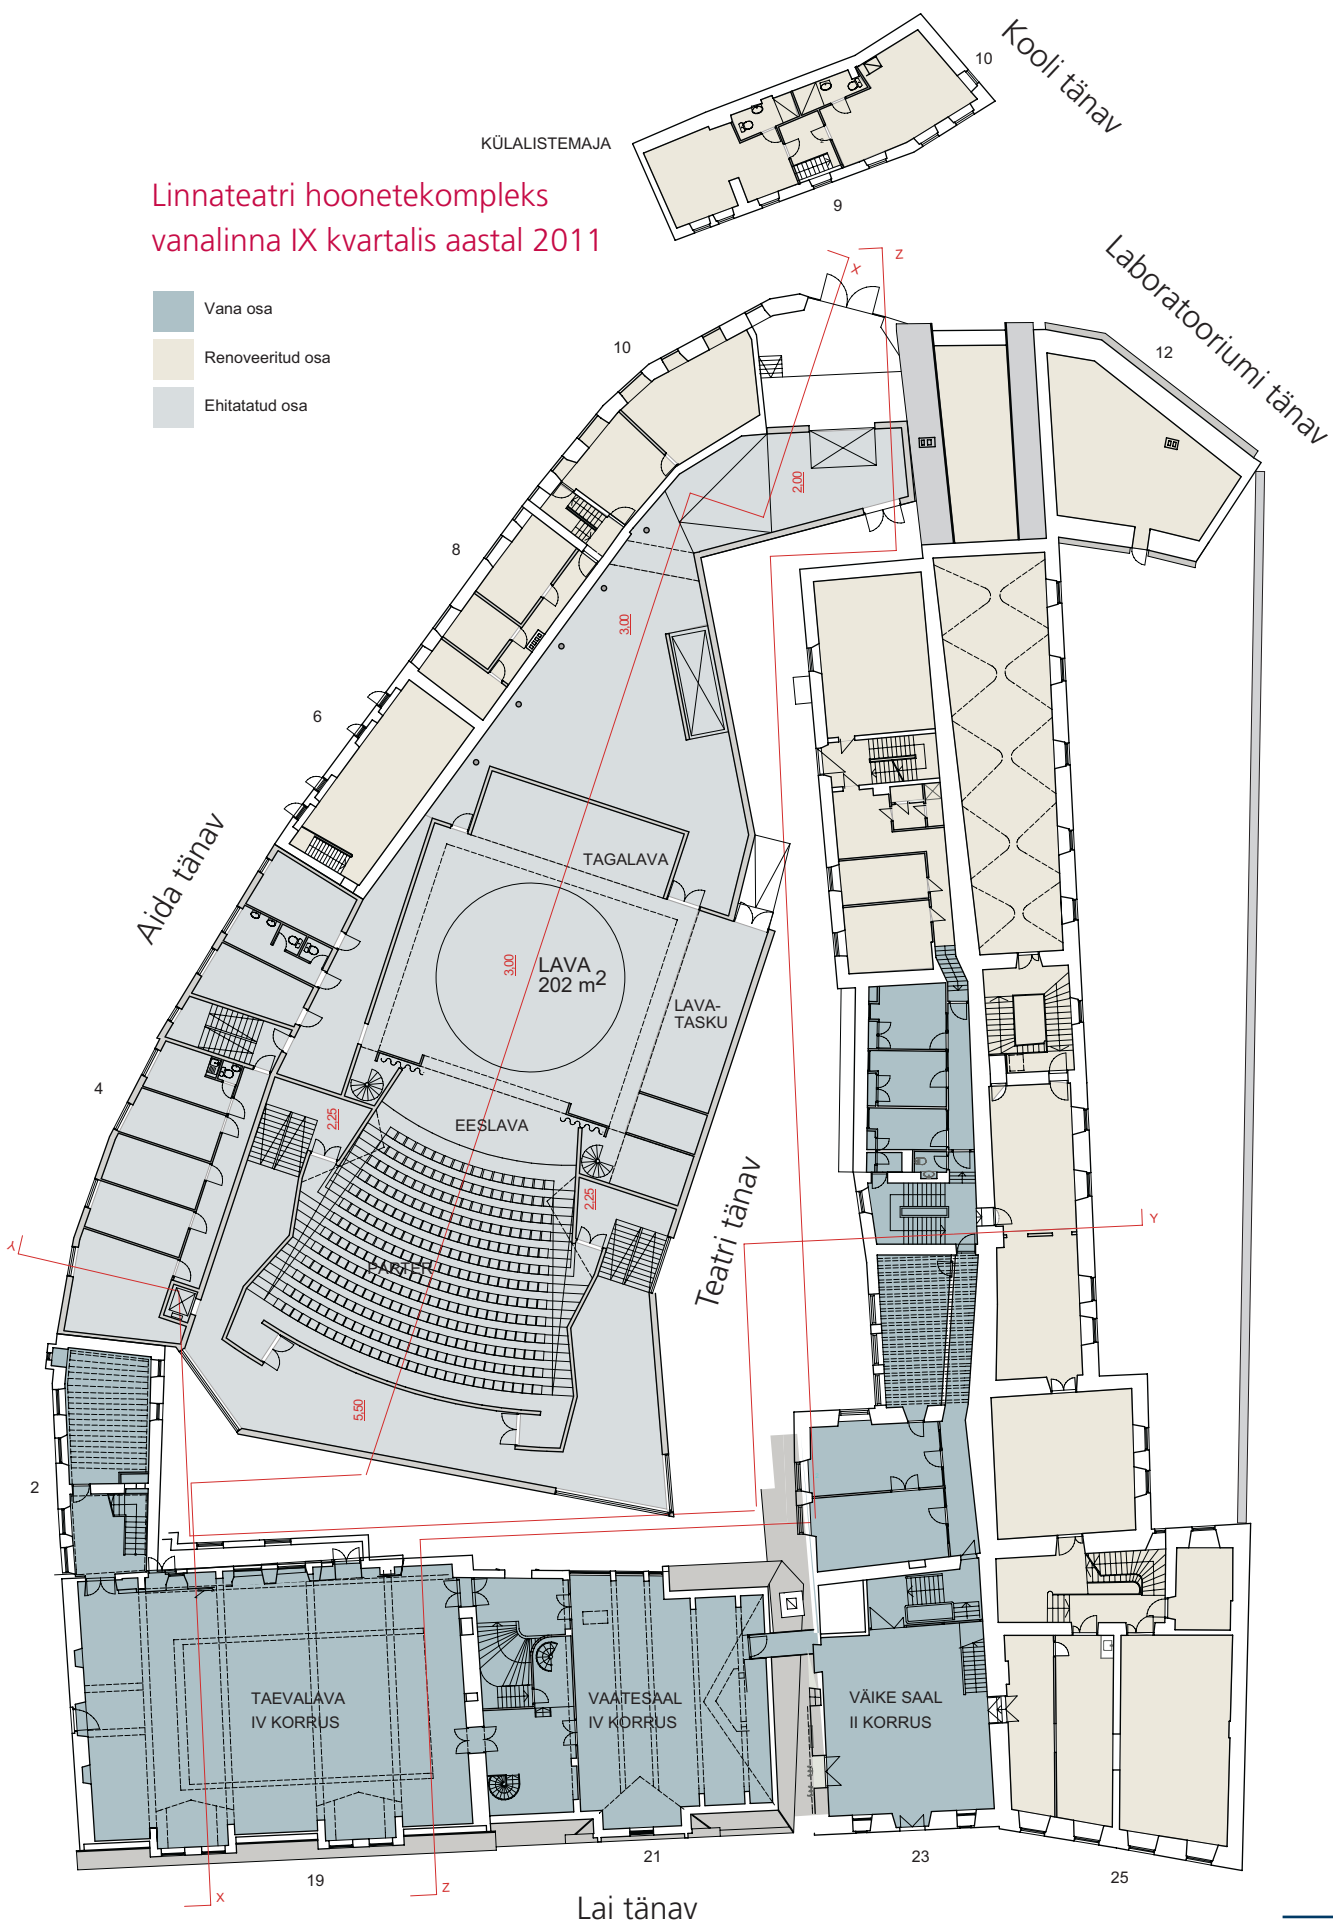 Kooli tänav
10
KÜLALISTEMAJA
9
Linnateatri hoonetekompleks
vanalinna IX kvartalis aastal 2011
Vana osa
Renoveeritud osa
Ehitatatud osa
Laboratooriumi tänav
12
X
Z
10
2.00
8
3.00
6
Aida tänav
TAGALAVA
LAVA
202 m2
3.00
LAVA-
TASKU
4
2,25
EESLAVA
2,25
PARTER
Teatri tänav
Y
Y
5.50
2
TAEVALAVA
IV KORRUS
VAATESAAL
IV KORRUS
VÄIKE SAAL
II KORRUS
19
21
23
25
X
Z
Lai tänav